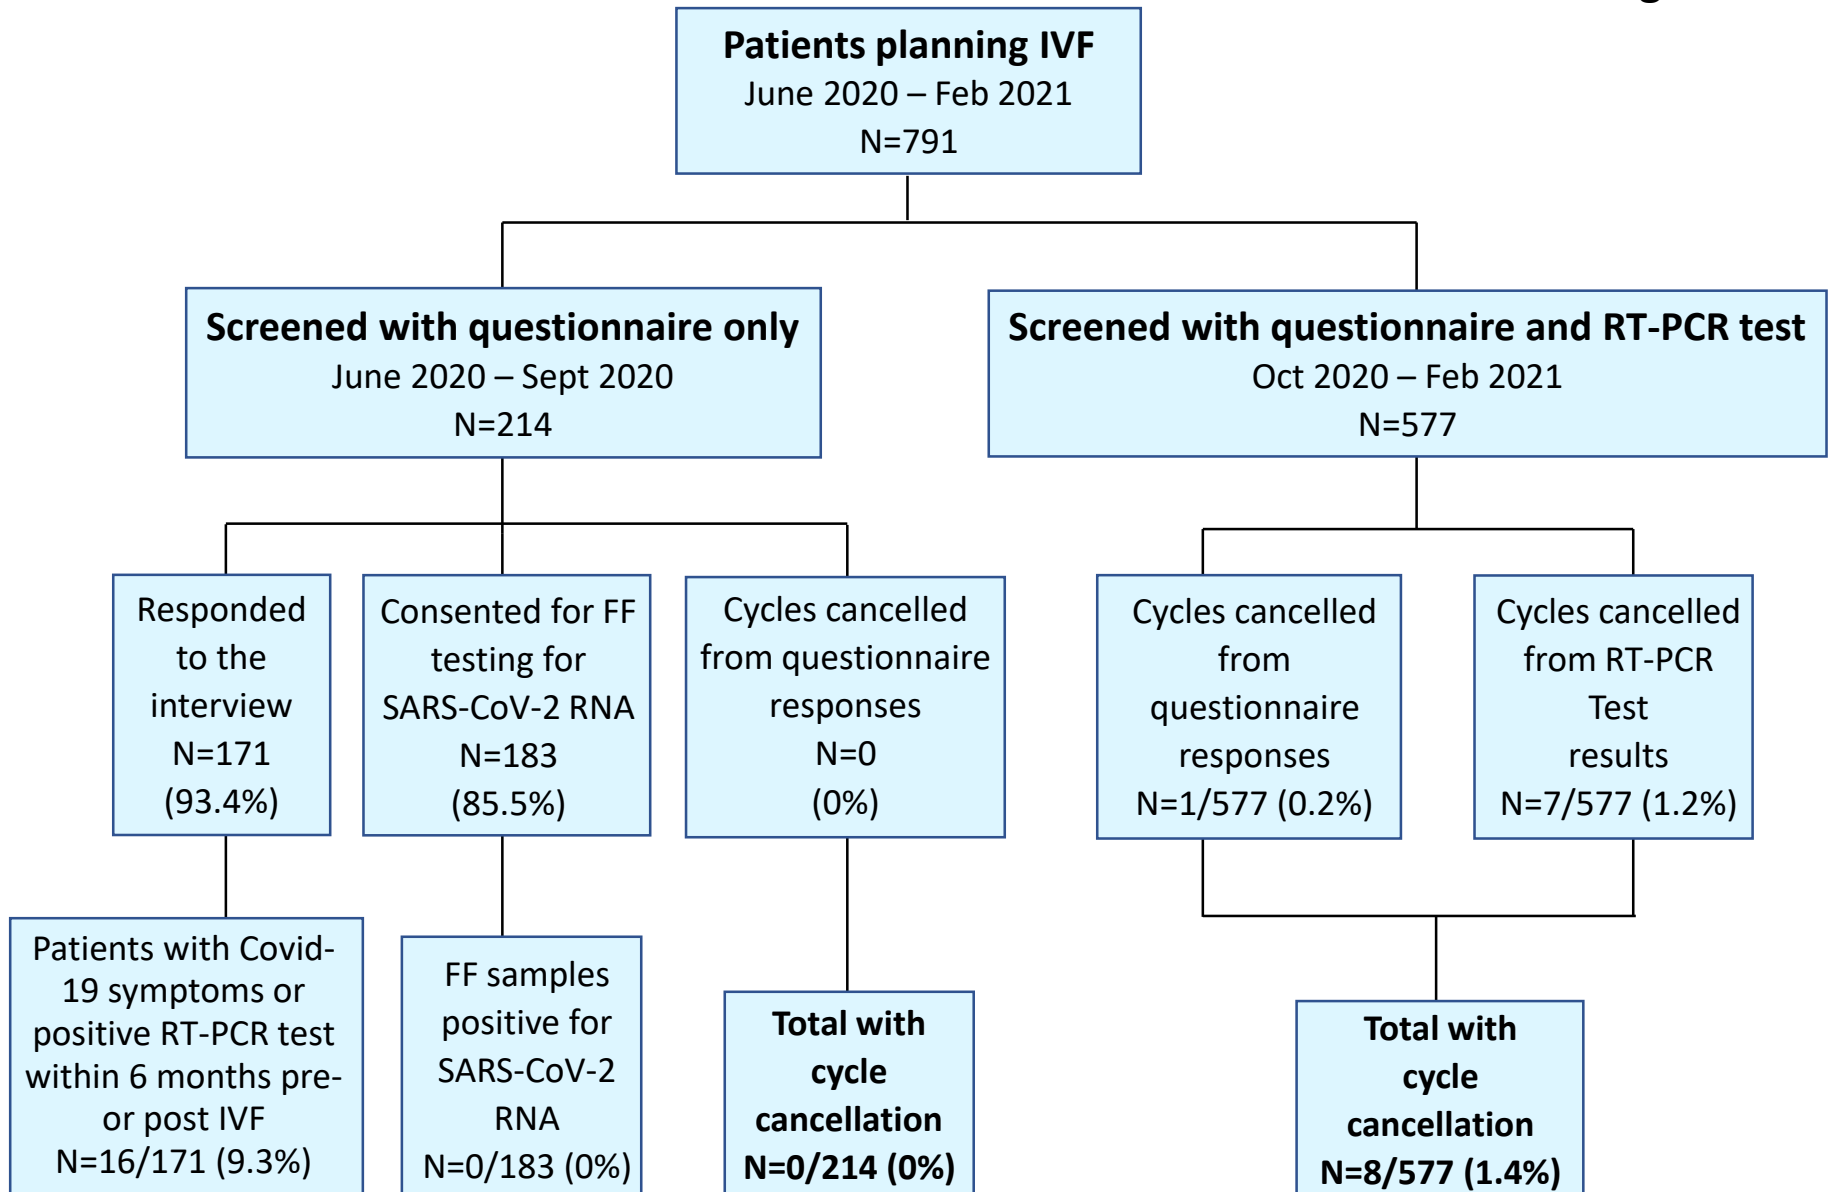 Patients planning IVF
June 2020 – Feb 2021
N=791
Screened with questionnaire only
June 2020 – Sept 2020
N=214
Screened with questionnaire and RT-PCR test
Oct 2020 – Feb 2021
N=577
Responded
to the
interview
N=171
(93.4%)
Consented for FF
testing for
SARS-CoV-2 RNA
N=183
(85.5%)
Cycles cancelled
from questionnaire
responses
N=0
(0%)
Cycles cancelled
from
questionnaire
responses
N=1/577 (0.2%)
Cycles cancelled
from RT-PCR
Test
results
N=7/577 (1.2%)
Patients with Covid-
19 symptoms or
positive RT-PCR test
within 6 months pre-
or post IVF
N=16/171 (9.3%)
FF samples
positive for
SARS-CoV-2
RNA
N=0/183 (0%)
Total with
cycle
cancellation
N=0/214 (0%)
Total with
cycle
cancellation
N=8/577 (1.4%)